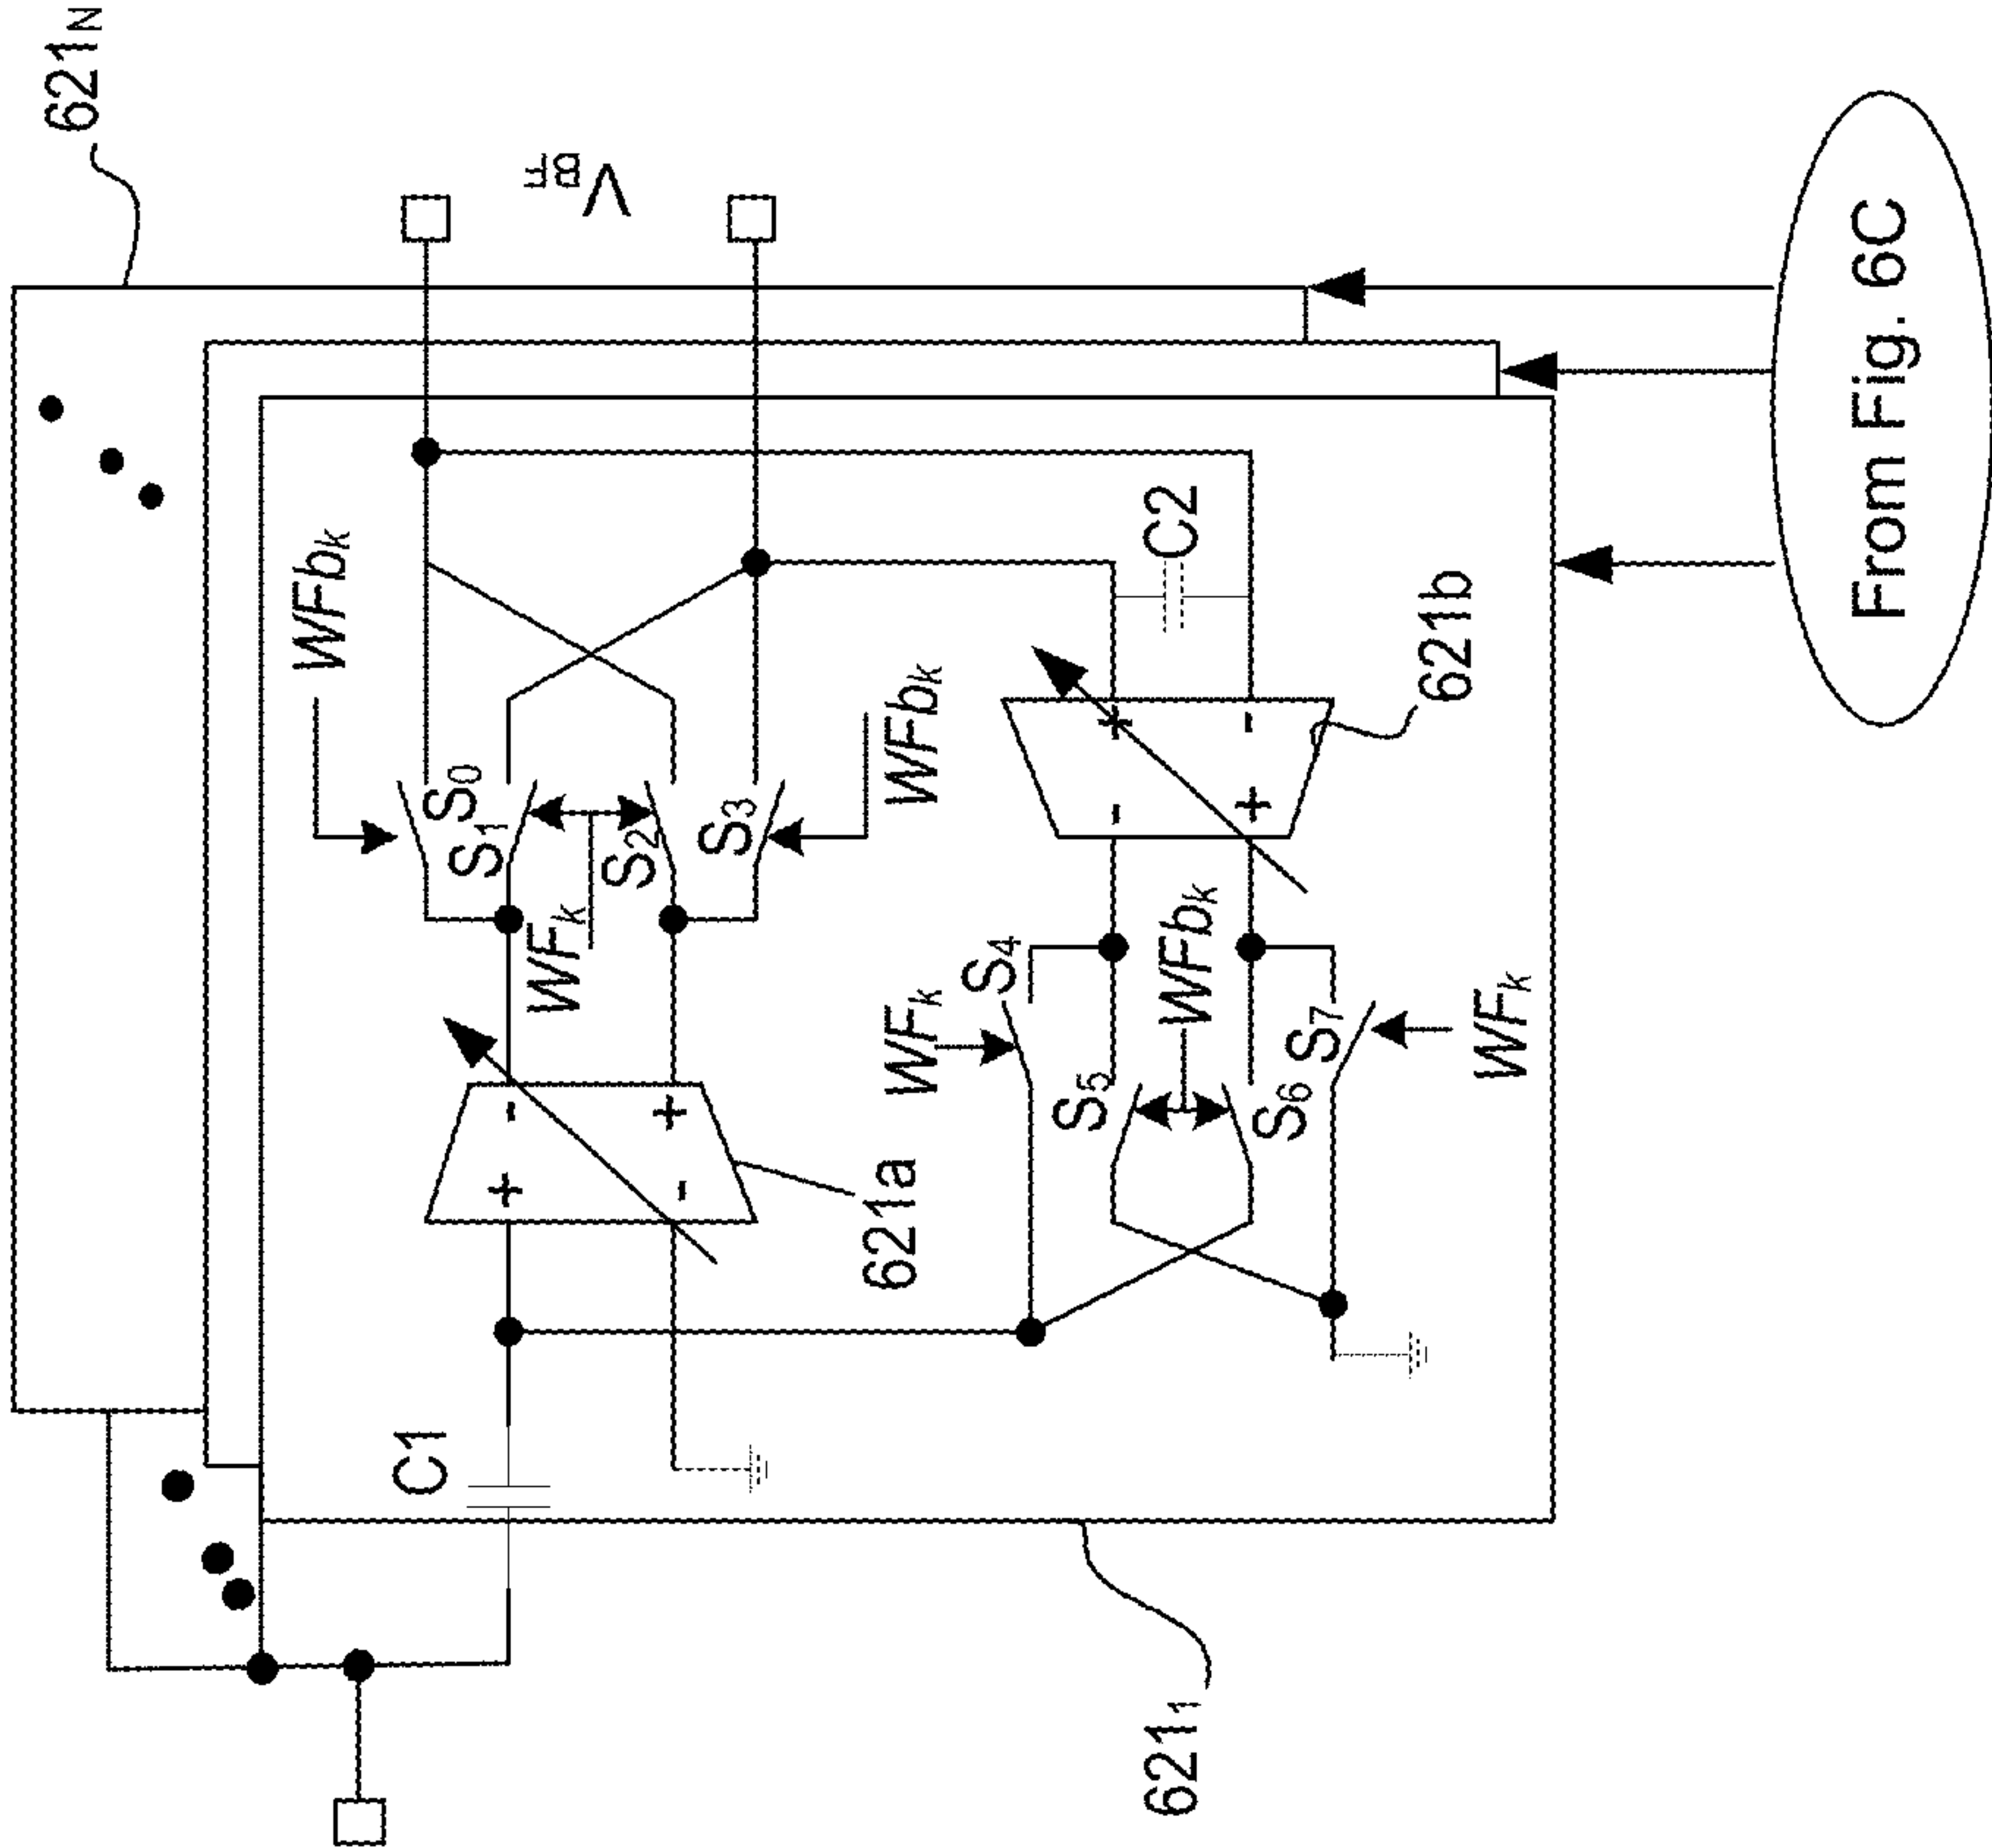 621N
VBF
WFbk
S0
S1
WFk
S2
S3
WFbk
C1
621a
WFk
S4
S5
WFbk
S6
S7
WFk
C2
621b
+
-
-
+
-
+
+
-
6211
From Fig. 6C